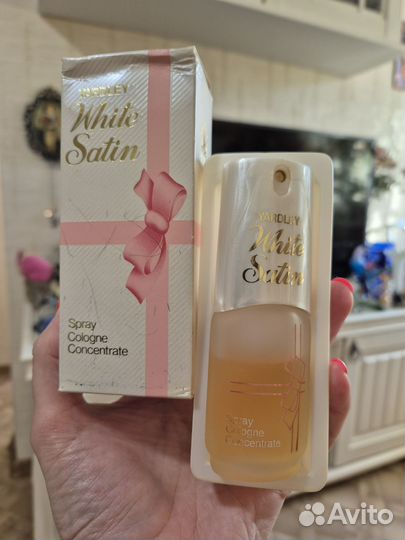 YARDLEY
White
Satin
Spray
Cologne
Concentrate
YARDLEY
White
Satin
Spray
Cologne
Concentrate
Avito